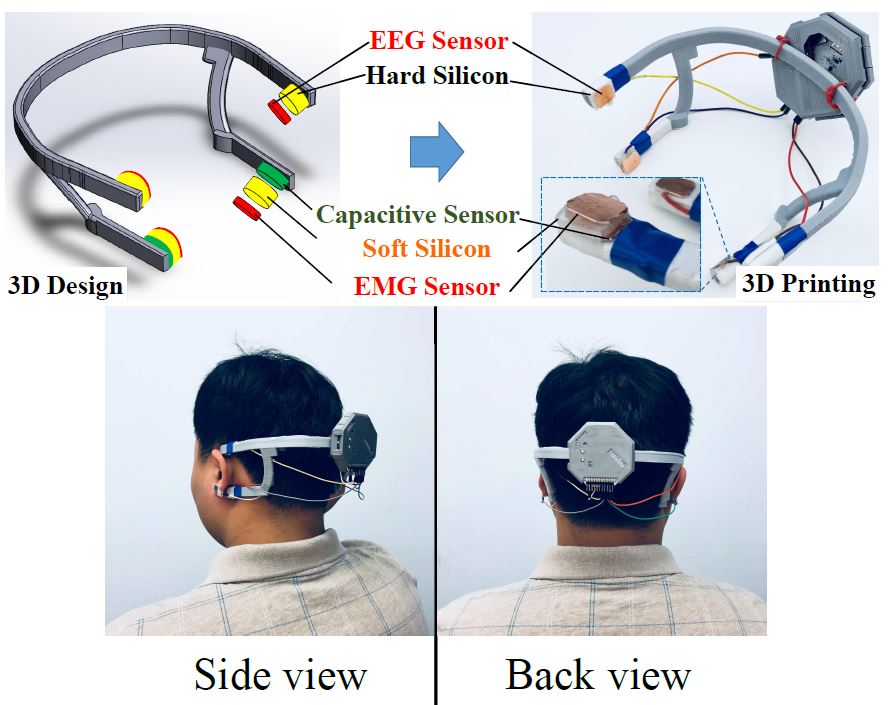 EEG Sensor
Hard Silicon
Capacitive Sensor
Soft Silicon
EMG Sensor
3D Design
3D Printing
Side view
Back view